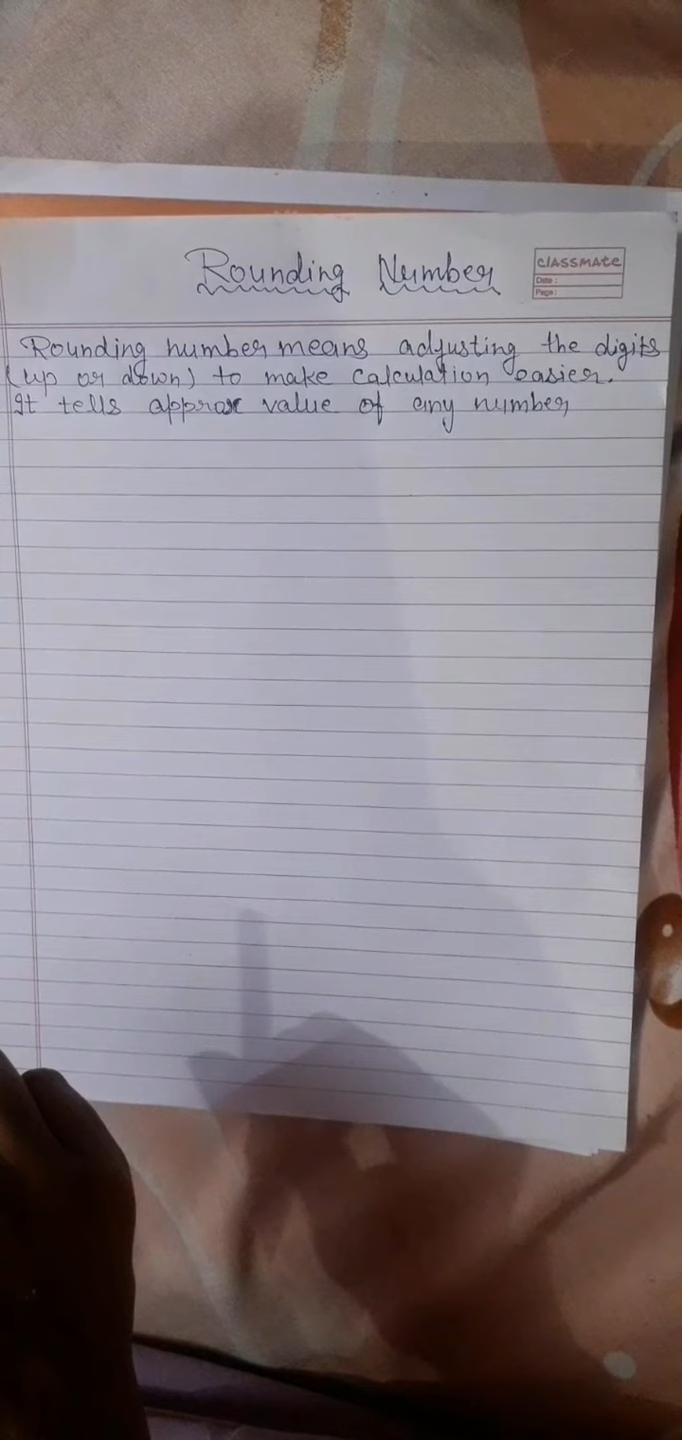 Rounding Number
CLASSMATE
Date :
Page :
Rounding number means adjusting the digits
(up or down) to make calculation easier.
It tells approx value of any number